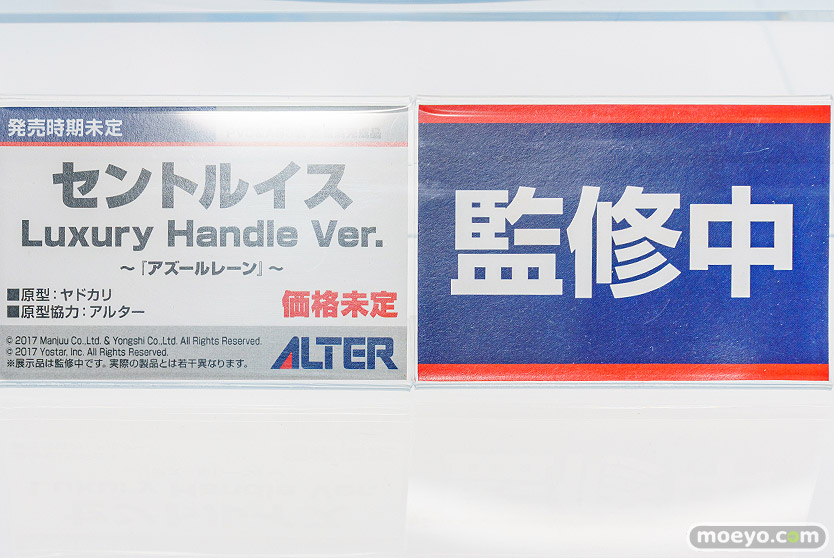 発売時期未定
セントルイス
Luxury Handle Ver.
～『アズールレーン』～
■原型：ヤドカリ
■原型協力：アルター
価格未定
© 2017 Manjuu Co.,Ltd. & Yongshi Co.,Ltd. All Rights Reserved.
© 2017 Yostar, Inc. All Rights Reserved.
※展示品は監修中です。実際の製品とは若干異なります。
ALTER
監修中
moeyo.com